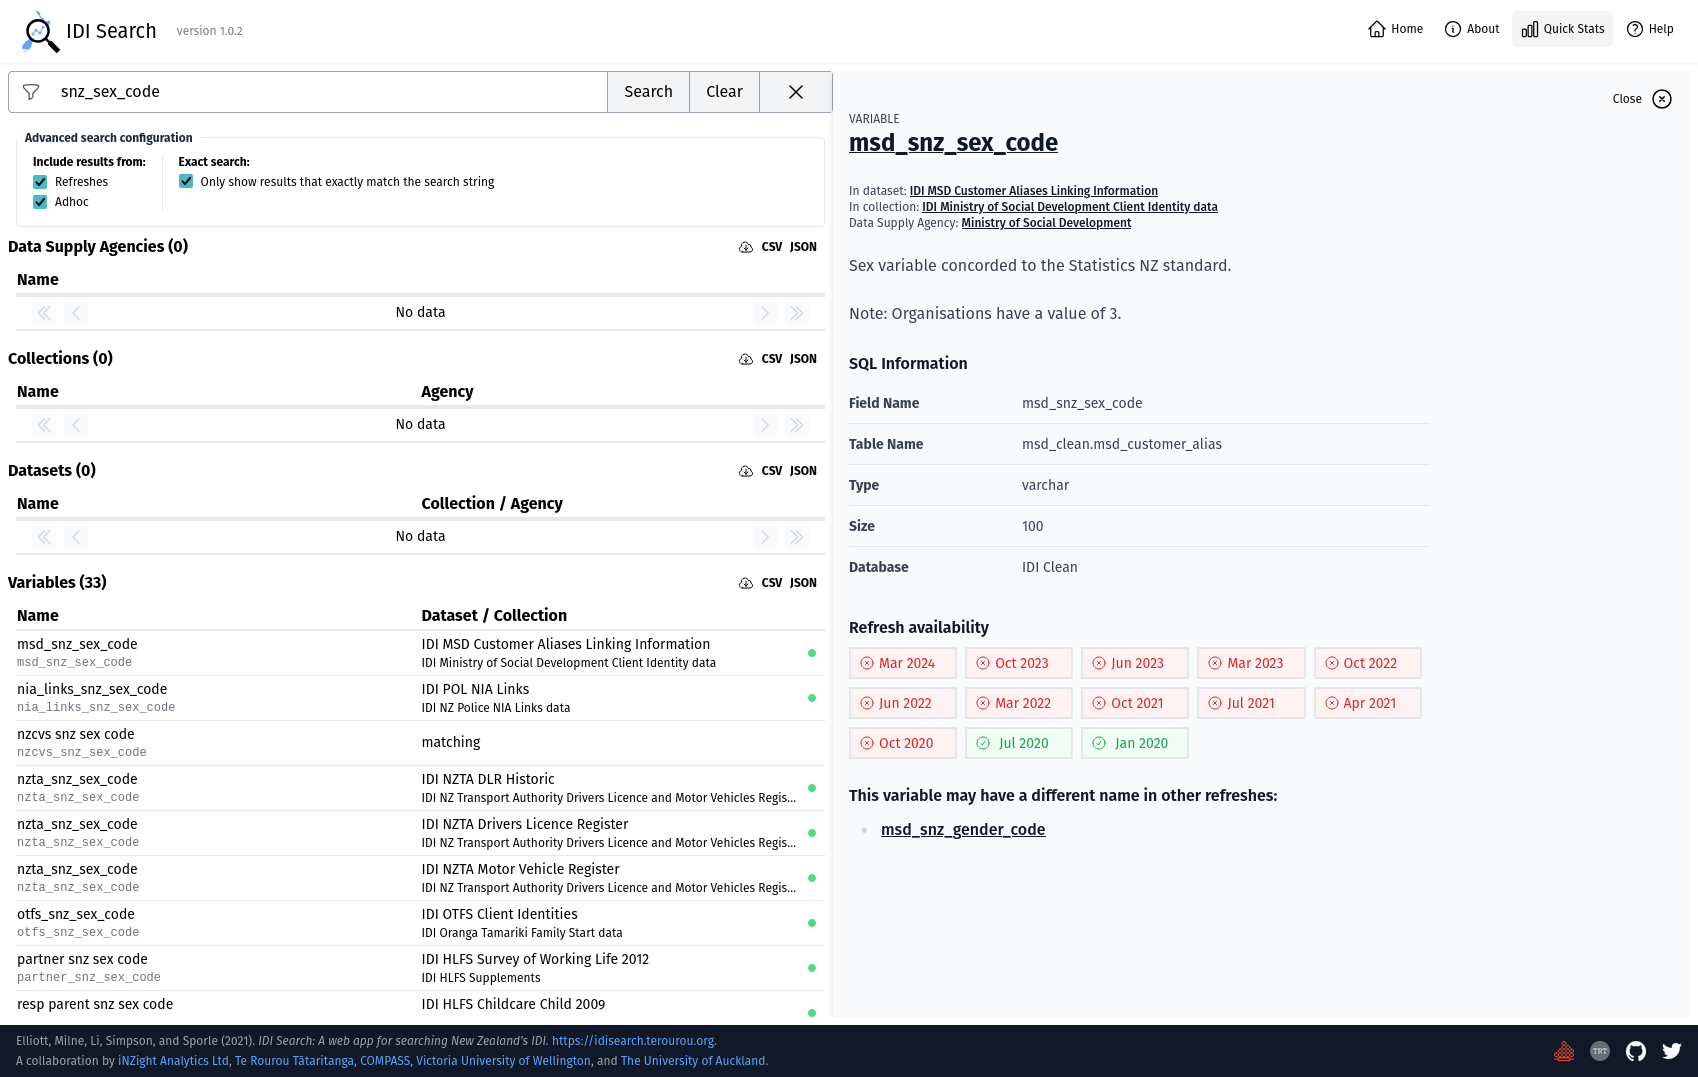 IDI Search
version 1.0.2
Home
About
Quick Stats
Help
snz_sex_code
Search
Clear
Advanced search configuration
Include results from:
Refreshes
Adhoc
Exact search:
Only show results that exactly match the search string
Data Supply Agencies (0)
CSV JSON
Name
No data
Collections (0)
CSV JSON
Name Agency
No data
Datasets (0)
CSV JSON
Name Collection / Agency
No data
Variables (33)
CSV JSON
Name Dataset / Collection
msd_snz_sex_code IDI MSD Customer Aliases Linking Information
msd_snz_sex_code IDI Ministry of Social Development Client Identity data
nia_links_snz_sex_code IDI POL NIA Links
nia_links_snz_sex_code IDI NZ Police NIA Links data
nzcvs snz sex code
nzcvs_snz_sex_code
matching
nzta_snz_sex_code IDI NZTA DLR Historic
nzta_snz_sex_code IDI NZ Transport Authority Drivers Licence and Motor Vehicles Regis...
nzta_snz_sex_code IDI NZTA Drivers Licence Register
nzta_snz_sex_code IDI NZ Transport Authority Drivers Licence and Motor Vehicles Regis...
nzta_snz_sex_code IDI NZTA Motor Vehicle Register
nzta_snz_sex_code IDI NZ Transport Authority Drivers Licence and Motor Vehicles Regis...
otfs_snz_sex_code IDI OTFS Client Identities
otfs_snz_sex_code IDI Oranga Tamariki Family Start data
partner snz sex code IDI HLFS Survey of Working Life 2012
partner_snz_sex_code IDI HLFS Supplements
resp parent snz sex code IDI HLFS Childcare Child 2009
Close
VARIABLE
msd_snz_sex_code
In dataset: IDI MSD Customer Aliases Linking Information
In collection: IDI Ministry of Social Development Client Identity data
Data Supply Agency: Ministry of Social Development
Sex variable concorded to the Statistics NZ standard.
Note: Organisations have a value of 3.
SQL Information
Field Name msd_snz_sex_code
Table Name msd_clean.msd_customer_alias
Type varchar
Size 100
Database IDI Clean
Refresh availability
Mar 2024 Oct 2023 Jun 2023 Mar 2023 Oct 2022
Jun 2022 Mar 2022 Oct 2021 Jul 2021 Apr 2021
Oct 2020 Jul 2020 Jan 2020
This variable may have a different name in other refreshes:
msd_snz_gender_code
Elliott, Milne, Li, Simpson, and Sporle (2021). IDI Search: A web app for searching New Zealand's IDI. https://idisearch.terourou.org.
A collaboration by iNZight Analytics Ltd, Te Rourou Tātaritanga, COMPASS, Victoria University of Wellington, and The University of Auckland.
TRT